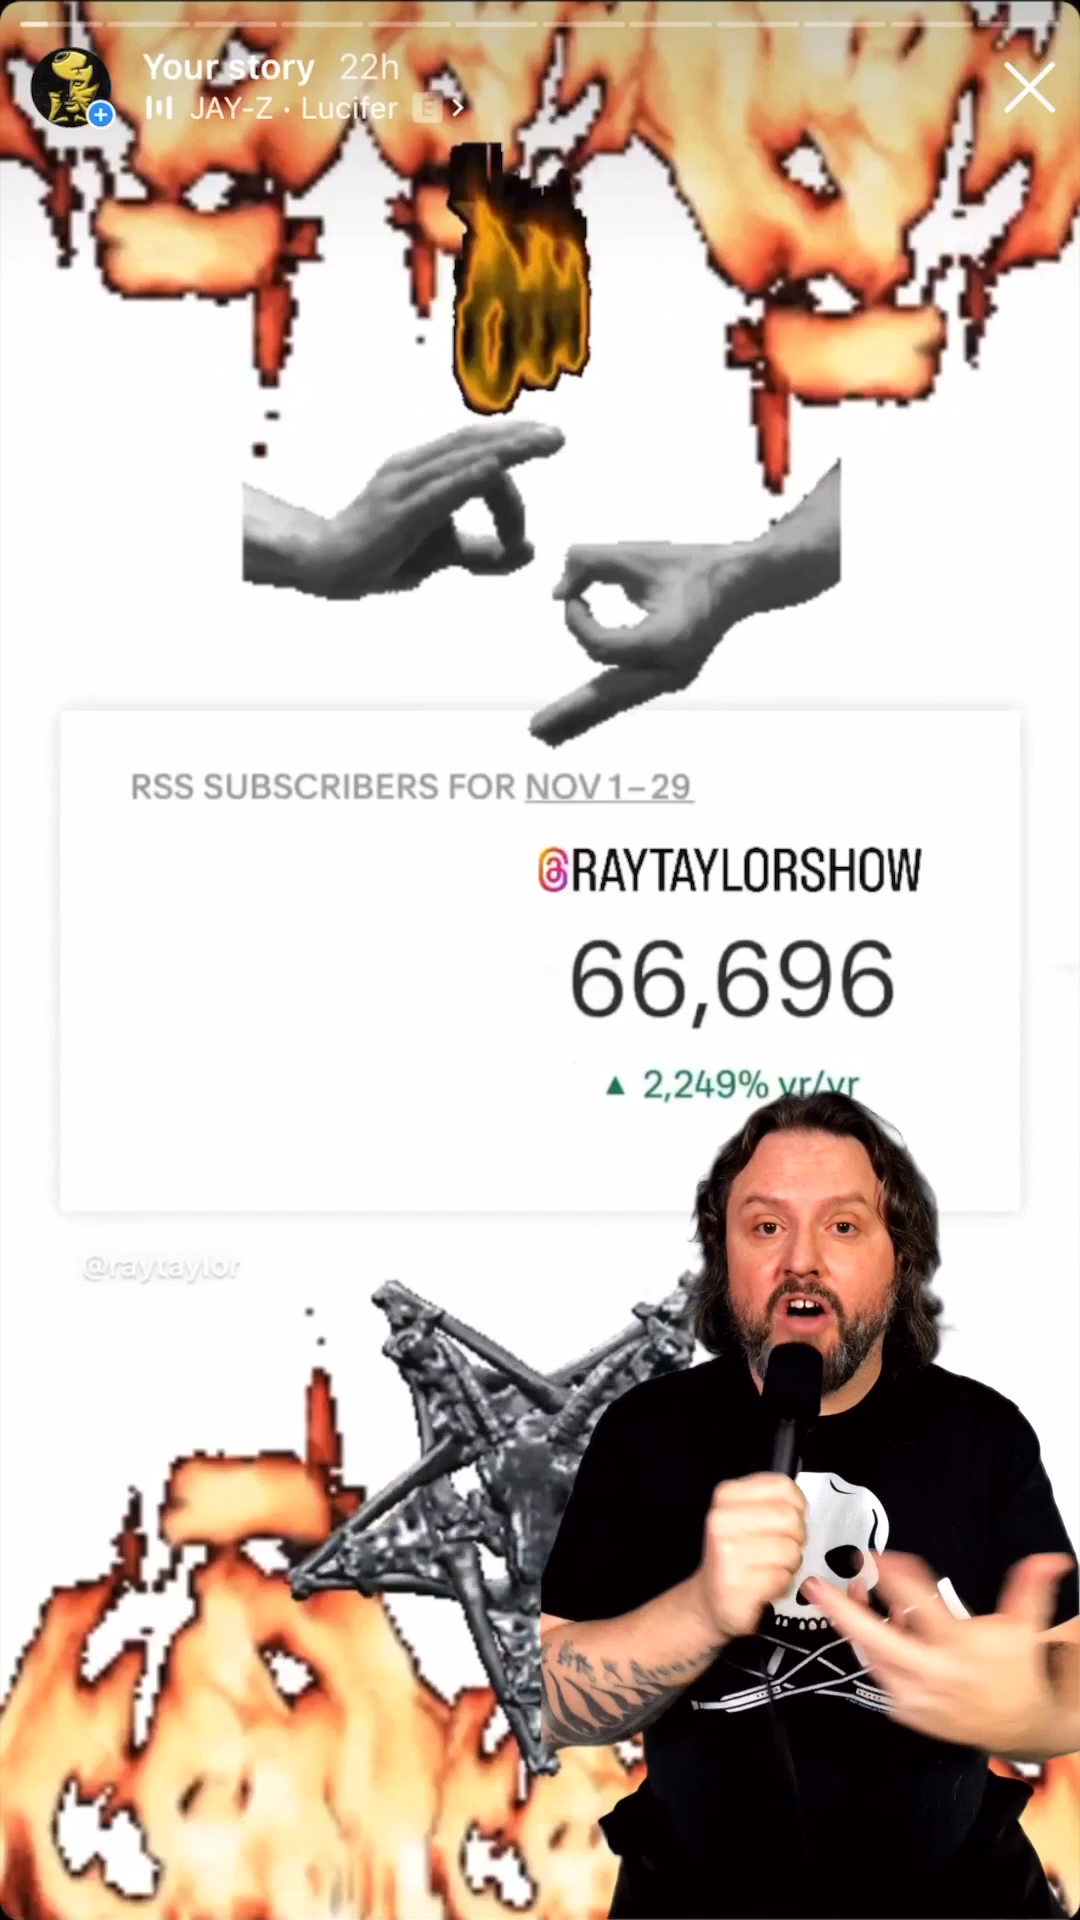 Your story 22h
JAY-Z · Lucifer E >
RSS SUBSCRIBERS FOR NOV 1–29
@RAYTAYLORSHOW
66,696
▲ 2,249% yr/yr
@raytaylor